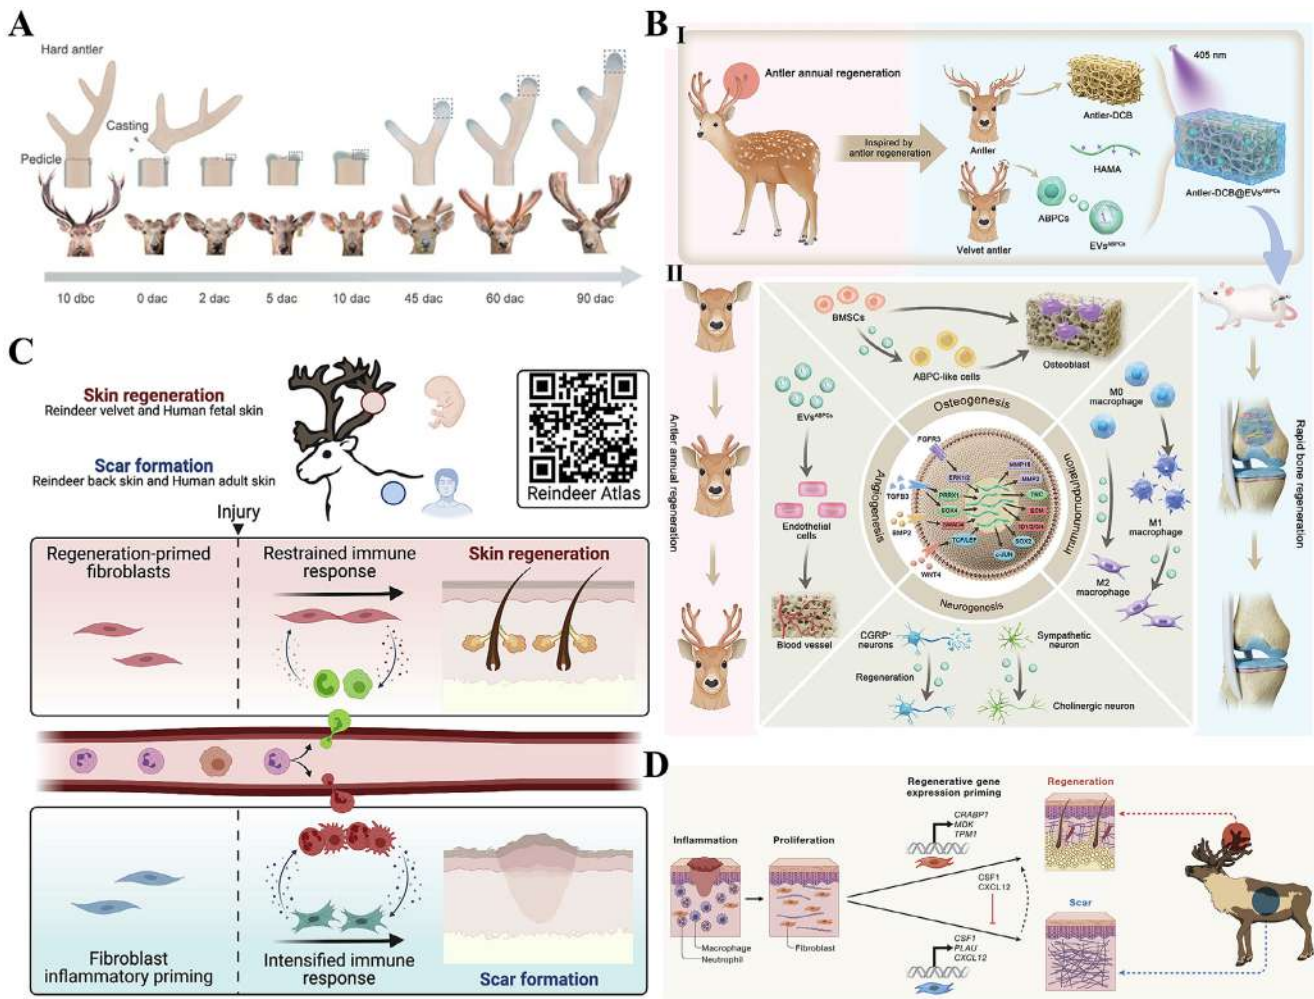 A
Hard antler
Casting
Pedicle
10 dbc
0 dac
2 dac
5 dac
10 dac
45 dac
60 dac
90 dac
B
I
Antler annual regeneration
Inspired by
antlor regeneration
Antler
Velvet antler
Antler-DCB
HAMA
ABPCs
EVsᴬᴮᴾᶜˢ
405 nm
Antler-DCB@EVsᴬᴮᴾᶜˢ
II
Antler annual regeneration
BMSCs
ABPC-like cells
Osteoblast
EVsᴬᴮᴾᶜˢ
Endothelial
cells
Blood vessel
Osteogenesis
Angiogenesis
Immunomodulation
Neurogenesis
FGFR3
TGFB3
BMP2
WNT4
ERK1/2
PRRX1
SOX4
TCF/LEF
MMP2
TNC
SOX2
c-JUN
M0
macrophage
M1
macrophage
M2
macrophage
CGRP⁺
neurons
Regeneration
Sympathetic
neuron
Cholinergic neuron
Rapid bone regeneration
C
Skin regeneration
Reindeer velvet and Human fetal skin
Scar formation
Reindeer back skin and Human adult skin
Reindeer Atlas
Injury
Regeneration-primed
fibroblasts
Restrained immune
response
Skin regeneration
Fibroblast
inflammatory priming
Intensified immune
response
Scar formation
D
Inflammation
Macrophage
Neutrophil
Proliferation
Fibroblast
Regenerative gene
expression priming
CRABP1
MDK
TPM1
CSF1
CXCL12
CSF1
PLAU
CXCL12
Regeneration
Scar